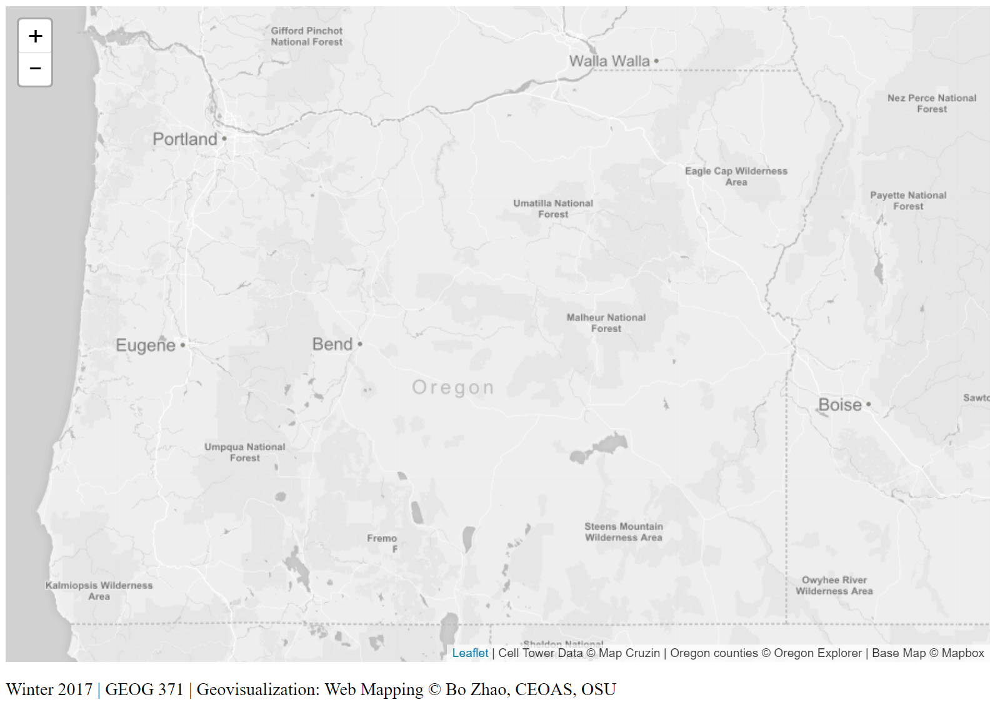 +
−
Gifford Pinchot
National Forest
Walla Walla
Nez Perce National
Forest
Portland
Eagle Cap Wilderness
Area
Payette National
Forest
Umatilla National
Forest
Malheur National
Forest
Eugene
Bend
Oregon
Boise
Sawto
Umpqua National
Forest
Steens Mountain
Wilderness Area
Fremo
F
Kalmiopsis Wilderness
Area
Owyhee River
Wilderness Area
Sheldon National
Leaflet | Cell Tower Data © Map Cruzin | Oregon counties © Oregon Explorer | Base Map © Mapbox
Winter 2017 | GEOG 371 | Geovisualization: Web Mapping © Bo Zhao, CEOAS, OSU